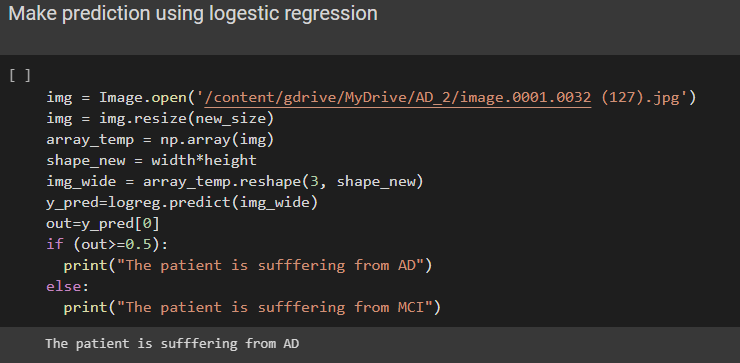 Make prediction using logestic regression
[ ]
img = Image.open('/content/gdrive/MyDrive/AD_2/image.0001.0032 (127).jpg')
img = img.resize(new_size)
array_temp = np.array(img)
shape_new = width*height
img_wide = array_temp.reshape(3, shape_new)
y_pred=logreg.predict(img_wide)
out=y_pred[0]
if (out>=0.5):
  print("The patient is sufffering from AD")
else:
  print("The patient is sufffering from MCI")
The patient is sufffering from AD